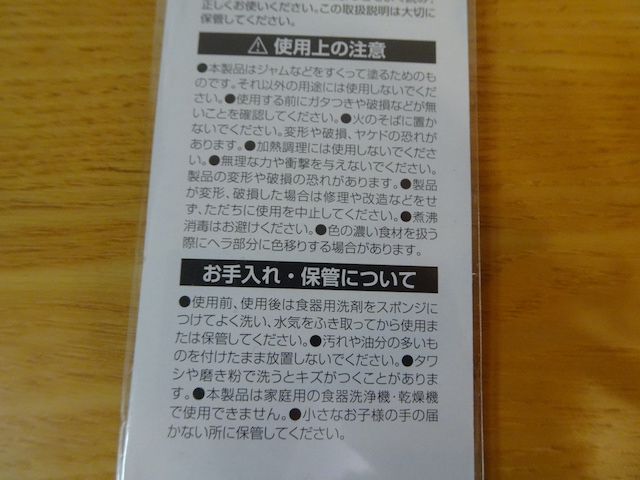 正しくお使いください。この取扱説明は大切に
保管してください。
⚠ 使用上の注意
●本製品はジャムなどをすくって塗るためのも
のです。それ以外の用途には使用しないでくだ
さい。●使用する前にガタつきや破損などが無
いことを確認してください。●火のそばに置か
ないでください。変形や破損、ヤケドの恐れが
あります。●加熱調理には使用しないでくださ
い。●無理な力や衝撃を与えないでください。
製品の変形や破損の恐れがあります。●製品
が変形、破損した場合は修理や改造などをせ
ず、ただちに使用を中止してください。●煮沸
消毒はお避けください。●色の濃い食材を扱う
際にヘラ部分に色移りする場合があります。
お手入れ・保管について
●使用前、使用後は食器用洗剤をスポンジに
つけてよく洗い、水気をふき取ってから使用ま
たは保管してください。●汚れや油分の多いも
のを付けたまま放置しないでください。●タワ
シや磨き粉で洗うとキズがつくことがありま
す。●本製品は家庭用の食器洗浄機・乾燥機
で使用できません。●小さなお子様の手の届
かない所に保管してください。